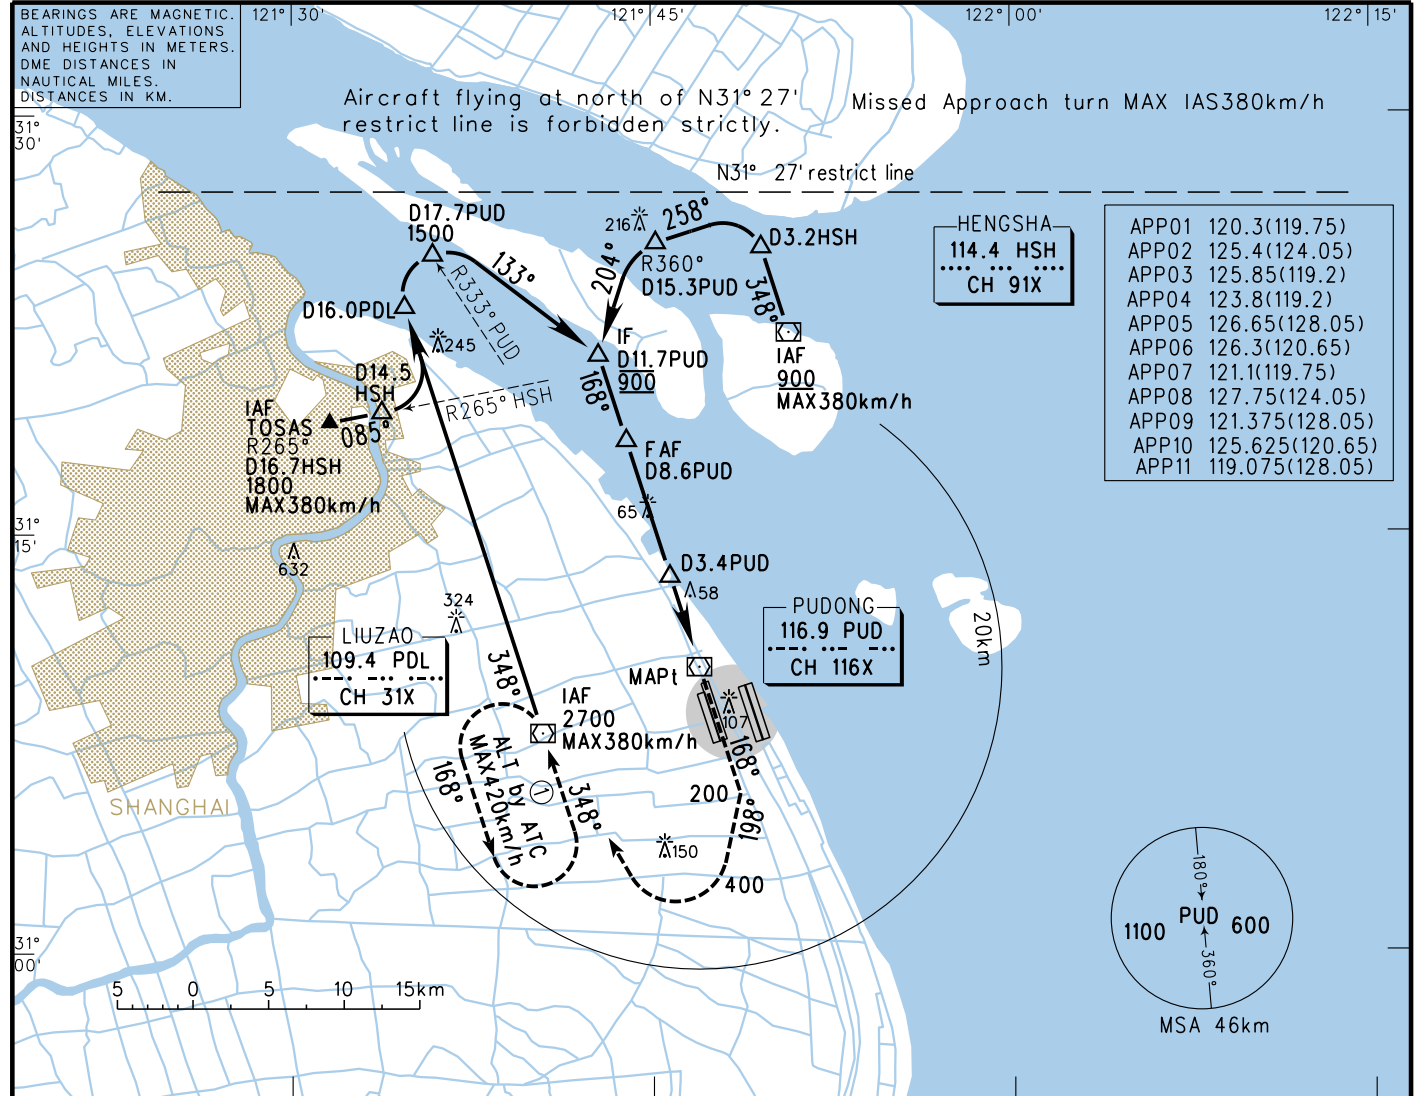 BEARINGS ARE MAGNETIC.
ALTITUDES, ELEVATIONS
AND HEIGHTS IN METERS.
DME DISTANCES IN
NAUTICAL MILES.
DISTANCES IN KM.
121° 30'
121° 45'
122° 00'
122° 15'
31°
30'
Aircraft flying at north of N31° 27'
restrict line is forbidden strictly.
Missed Approach turn MAX IAS380km/h
N31° 27' restrict line
D17.7PUD
1500
216
258°
D3.2HSH
HENGSHA
114.4 HSH
CH 91X
APP01 120.3(119.75)
APP02 125.4(124.05)
APP03 125.85(119.2)
APP04 123.8(119.2)
APP05 126.65(128.05)
APP06 126.3(120.65)
APP07 121.1(119.75)
APP08 127.75(124.05)
APP09 121.375(128.05)
APP10 125.625(120.65)
APP11 119.075(128.05)
133°
204°
R360°
D15.3PUD
348°
R333° PUD
D16.0PDL
245
IF
D11.7PUD
900
IAF
900
MAX380km/h
D14.5
HSH
R265° HSH
168°
085°
IAF
TOSAS
R265°
D16.7HSH
1800
MAX380km/h
FAF
D8.6PUD
65
31°
15'
632
D3.4PUD
58
324
LIUZAO
109.4 PDL
CH 31X
PUDONG
116.9 PUD
CH 116X
20km
348°
MAPt
IAF
2700
MAX380km/h
107
168°
168°
ALT by ATC
MAX420km/h
1
348°
200
198°
150
400
SHANGHAI
31°
00'
5 0 5 10 15km
180°
1100 PUD 600
360°
MSA 46km